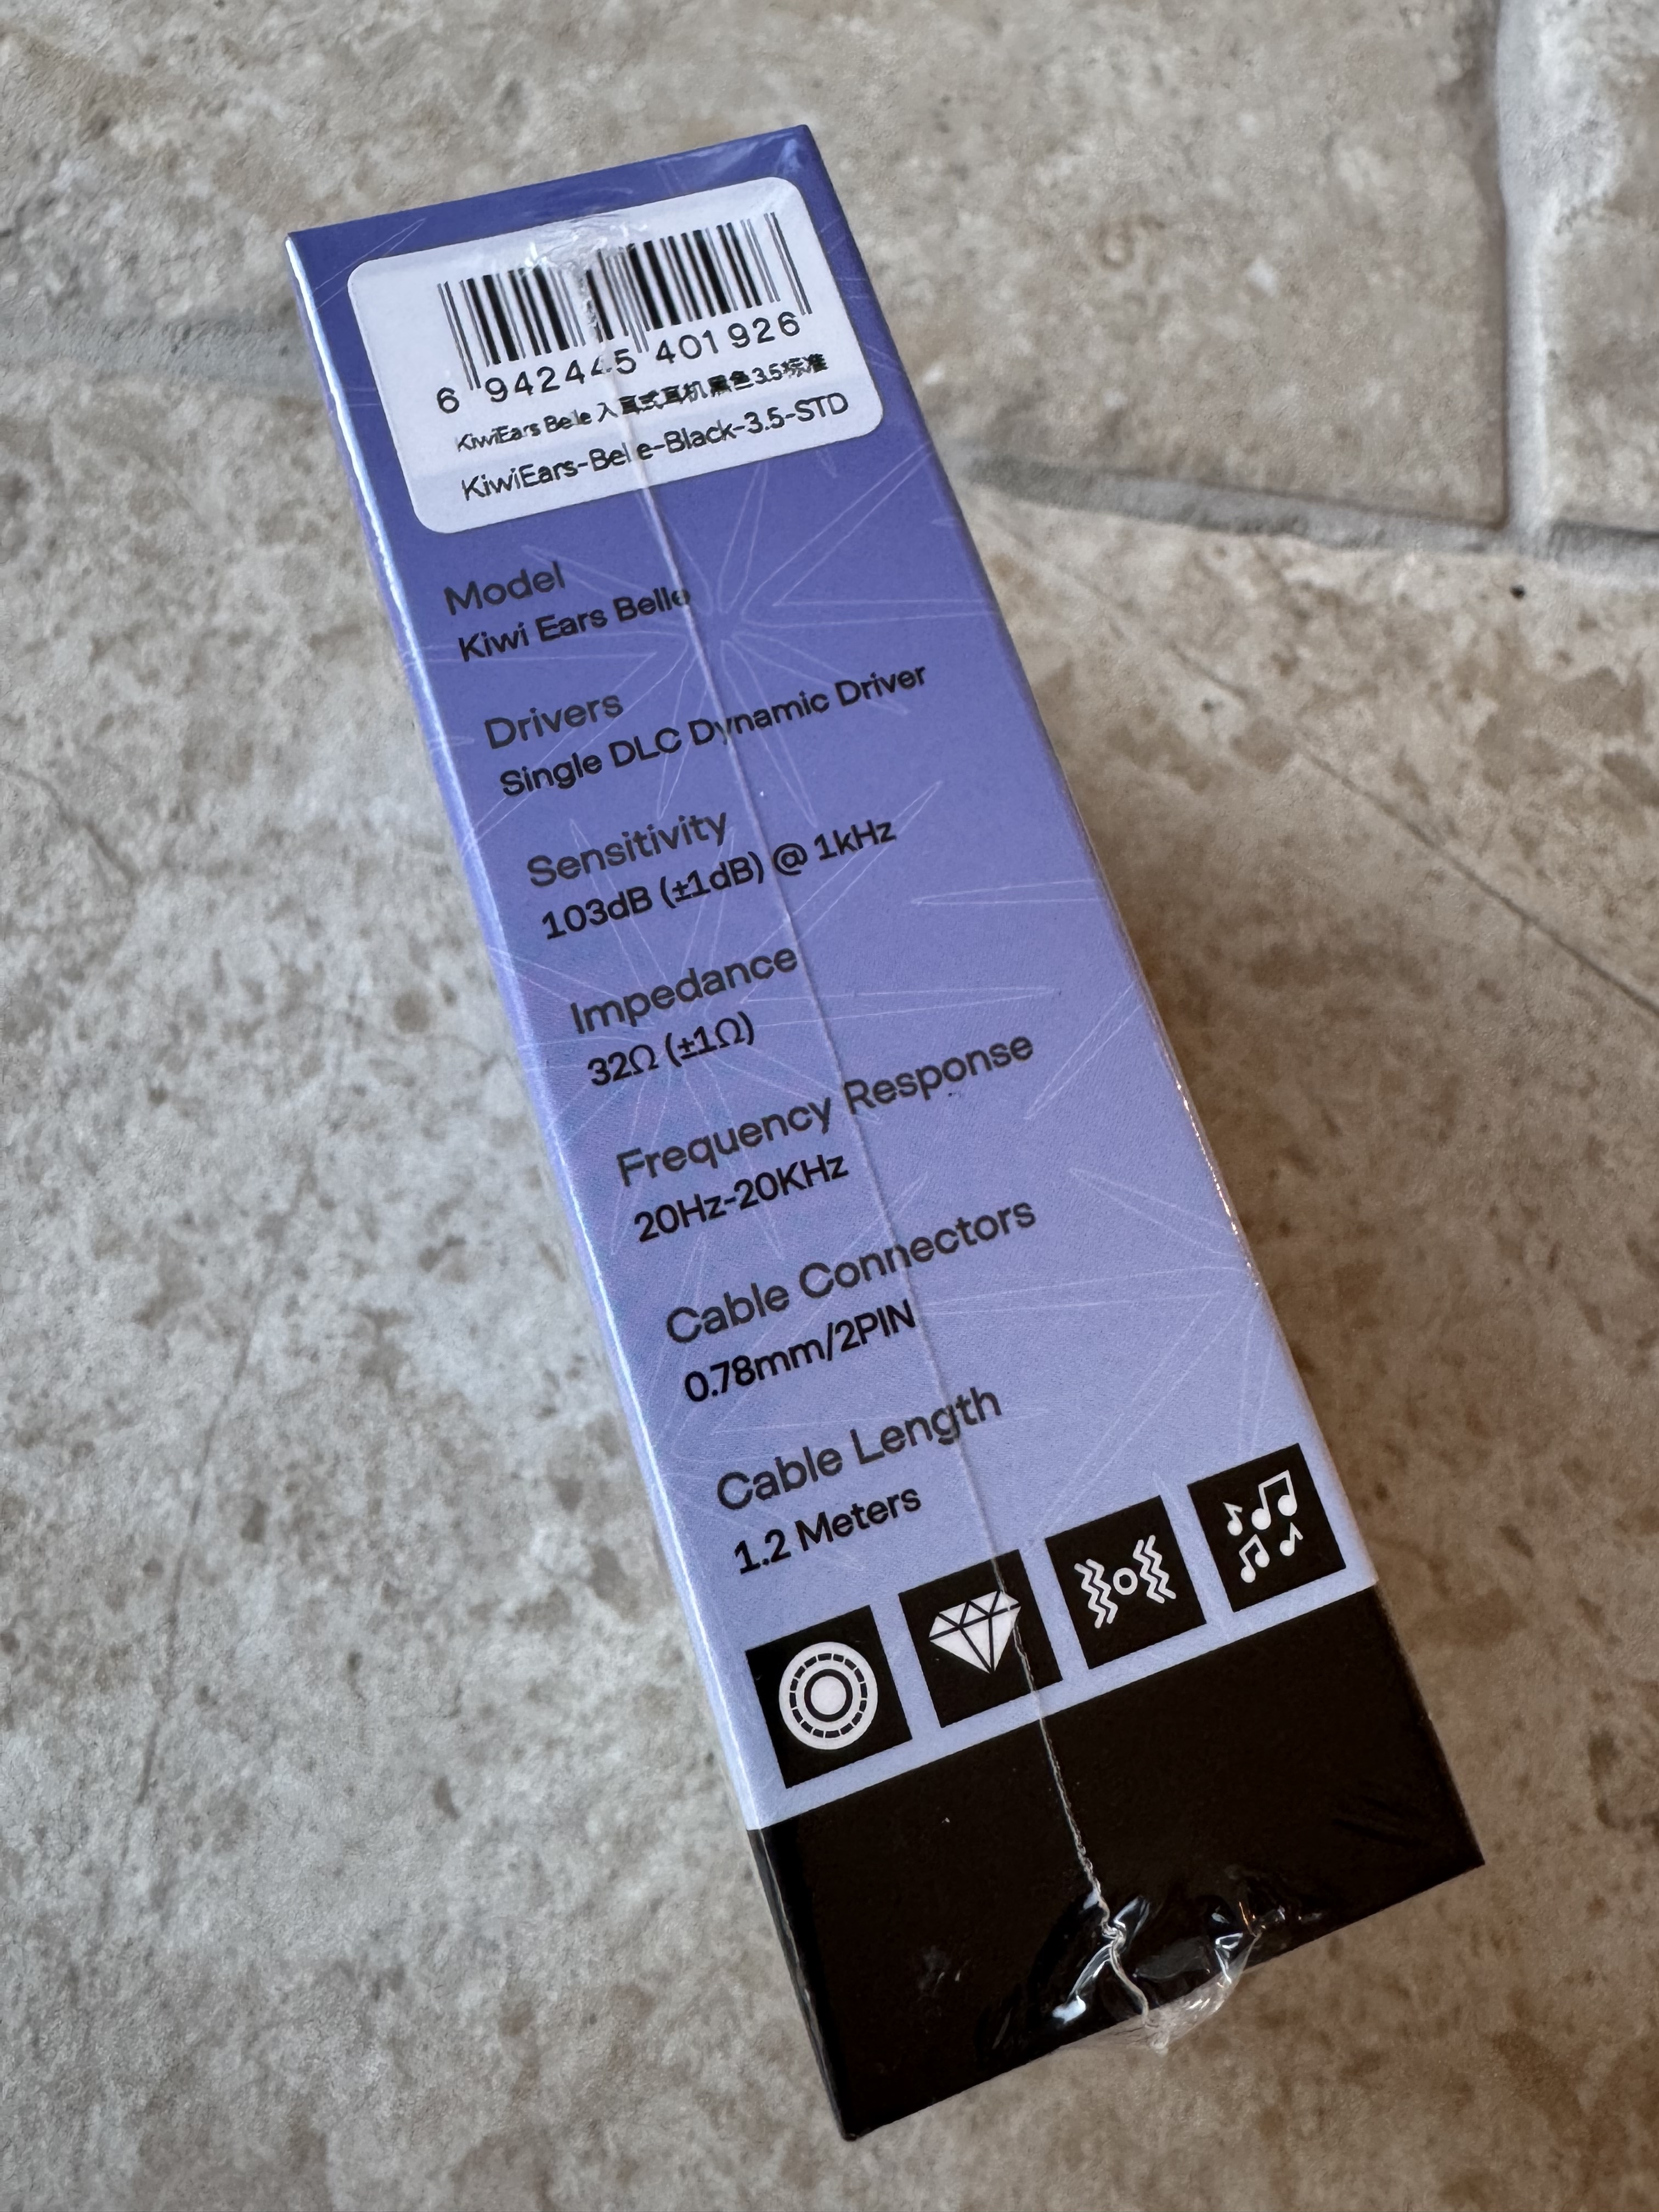 6 942445 401926
KiwiEars Belle 入耳式耳机黑色3.5标准
KiwiEars-Belle-Black-3.5-STD
Model
Kiwi Ears Belle
Drivers
Single DLC Dynamic Driver
Sensitivity
103dB (±1dB) @ 1kHz
Impedance
32Ω (±1Ω)
Frequency Response
20Hz-20KHz
Cable Connectors
0.78mm/2PIN
Cable Length
1.2 Meters